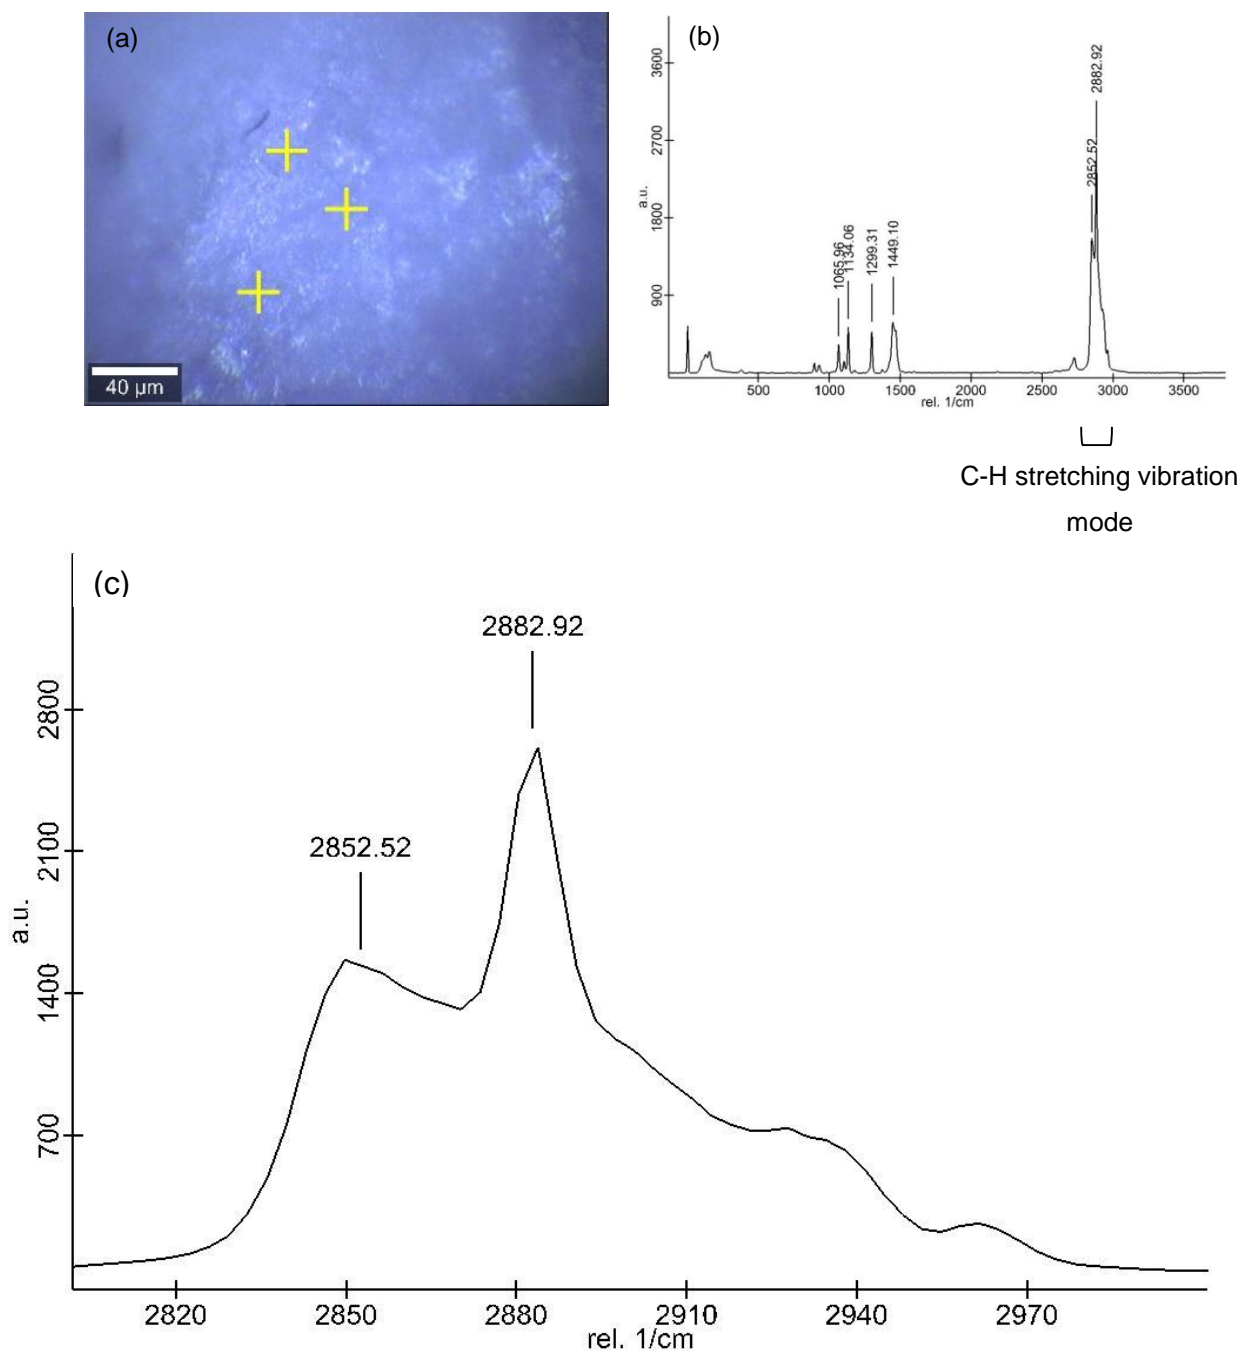 (a)
40 µm
(b)
3600
2700
1800
900
a.u.
1065.96
1134.06
1299.31
1449.10
2852.52
2882.92
500 1000 1500 2000 2500 3000 3500
rel. 1/cm
C-H stretching vibration
mode
(c)
2882.92
2852.52
2800
2100
1400
700
a.u.
2820 2850 2880 2910 2940 2970
rel. 1/cm